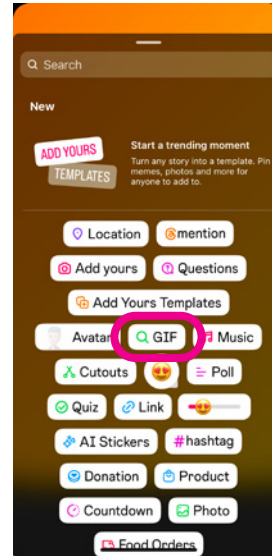 Search
New
ADD YOURS
TEMPLATES
Start a trending moment
Turn any story into a template. Pin
memes, photos and more for
anyone to add to.
Location @mention
Add yours Questions
Add Yours Templates
Avatar GIF Music
Cutouts Poll
Quiz Link
AI Stickers #hashtag
Donation Product
Countdown Photo
Food Orders